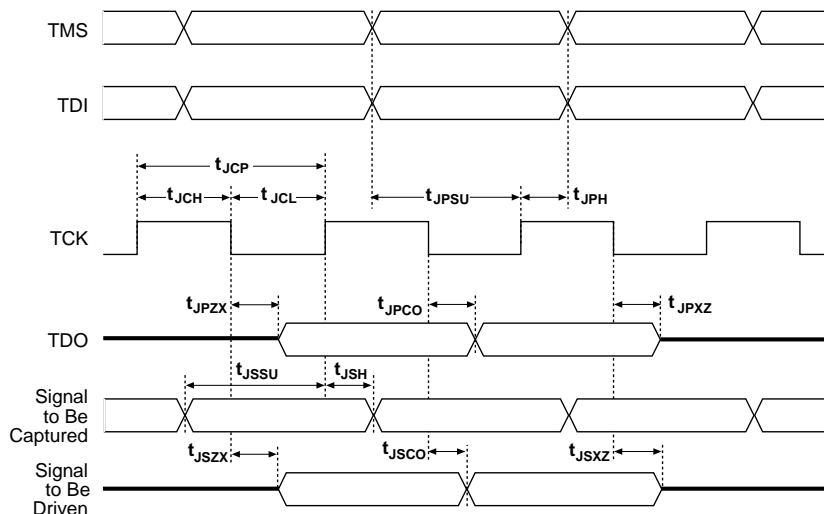 TMS
TDI
tJCP
tJCH
tJCL
tJPSU
tJPH
TCK
tJPZX
tJPCO
tJPXZ
TDO
tJSSU
tJSH
Signal
to Be
Captured
tJSZX
tJSCO
tJSXZ
Signal
to Be
Driven